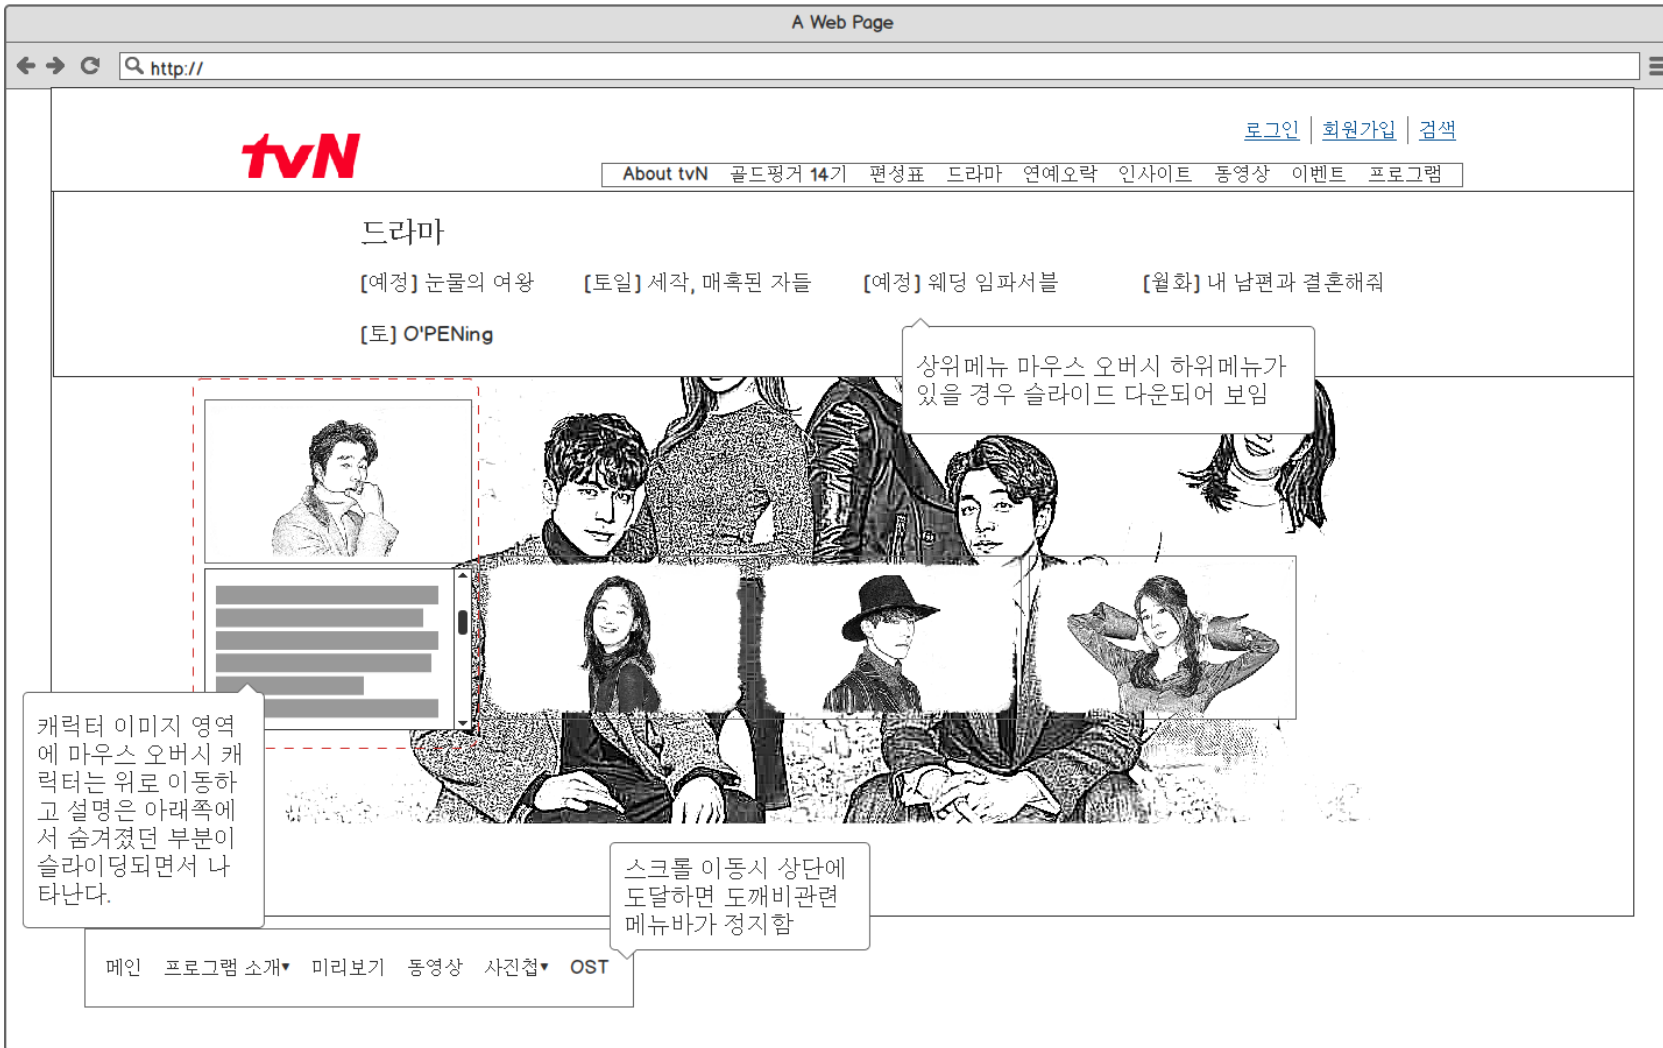 A Web Page
http://
tvN
로그인 회원가입 검색
About tvN 골드핑거 14기 편성표 드라마 연예오락 인사이트 동영상 이벤트 프로그램
드라마
[예정] 눈물의 여왕 [토일] 세작, 매혹된 자들 [예정] 웨딩 임파서블 [월화] 내 남편과 결혼해줘
[토] O'PENing
상위메뉴 마우스 오버시 하위메뉴가
있을 경우 슬라이드 다운되어 보임
캐릭터 이미지 영역
에 마우스 오버시 캐
릭터는 위로 이동하
고 설명은 아래쪽에
서 숨겨졌던 부분이
슬라이딩되면서 나
타난다.
스크롤 이동시 상단에
도달하면 도깨비관련
메뉴바가 정지함
메인 프로그램 소개▾ 미리보기 동영상 사진첩▾ OST